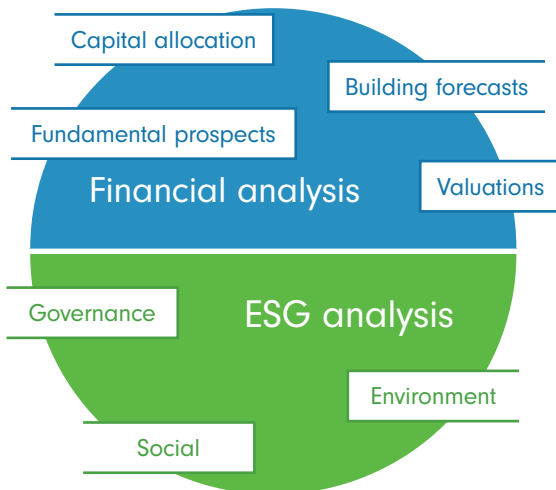 Capital allocation
Building forecasts
Fundamental prospects
Financial analysis
Valuations
Governance
ESG analysis
Environment
Social